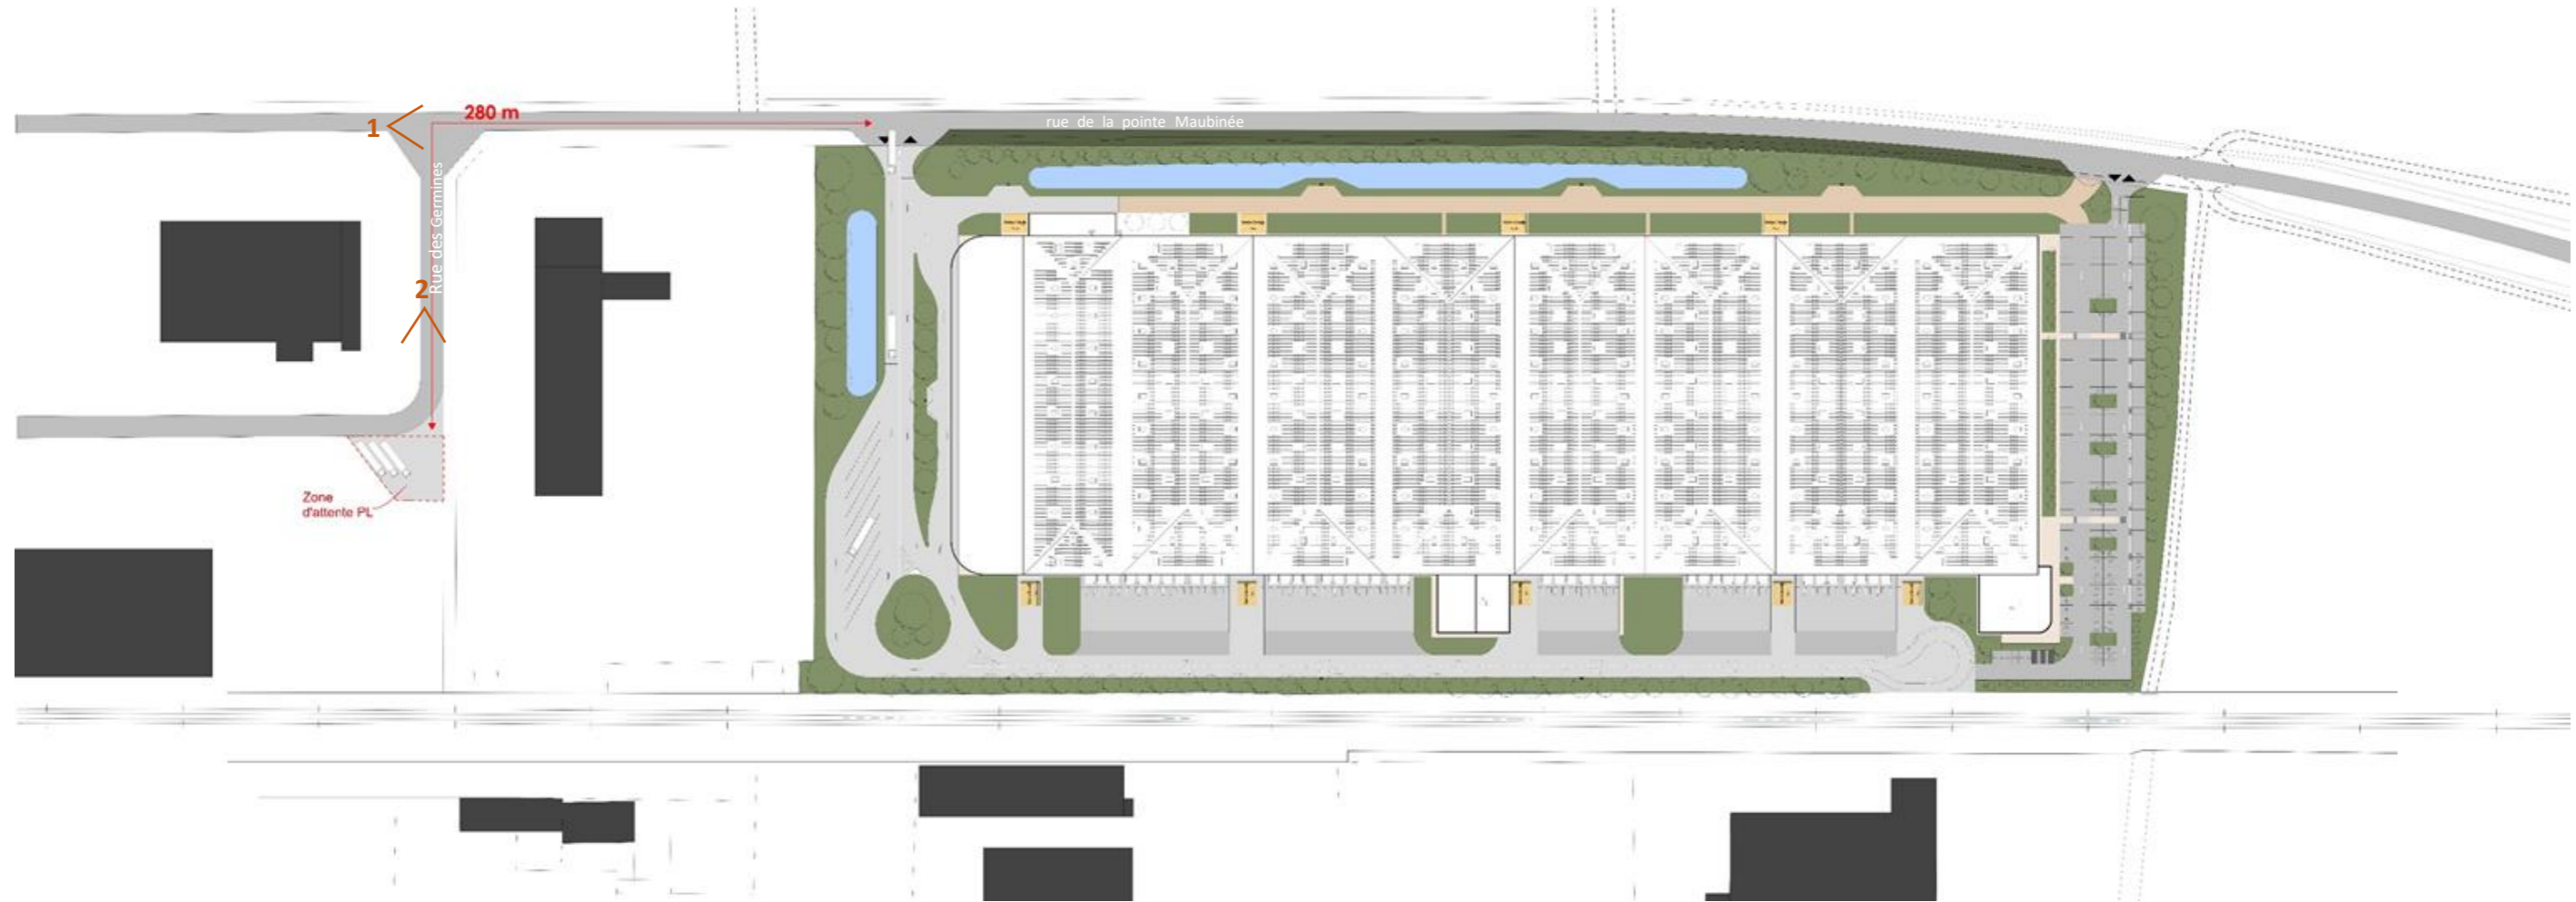 280 m
1
rue de la pointe Maubinée
Rue des Germines
2
Zone
d'attente PL